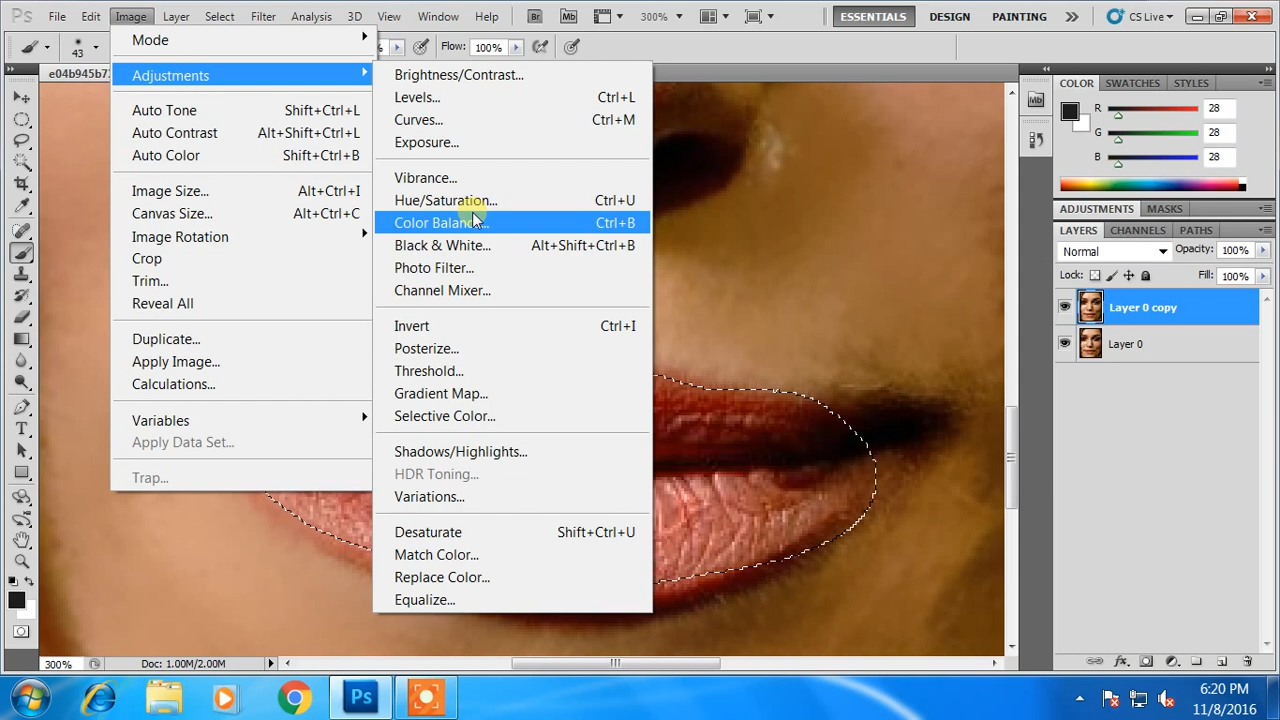 Ps File Edit Image Layer Select Filter Analysis 3D View Window Help Br Mb 300% ESSENTIALS DESIGN PAINTING CS Live
43 % Flow: 100%
e04b945b7
Mode
Adjustments
Auto Tone Shift+Ctrl+L
Auto Contrast Alt+Shift+Ctrl+L
Auto Color Shift+Ctrl+B
Image Size... Alt+Ctrl+I
Canvas Size... Alt+Ctrl+C
Image Rotation
Crop
Trim...
Reveal All
Duplicate...
Apply Image...
Calculations...
Variables
Apply Data Set...
Trap...
Brightness/Contrast...
Levels... Ctrl+L
Curves... Ctrl+M
Exposure...
Vibrance...
Hue/Saturation... Ctrl+U
Color Balance... Ctrl+B
Black & White... Alt+Shift+Ctrl+B
Photo Filter...
Channel Mixer...
Invert Ctrl+I
Posterize...
Threshold...
Gradient Map...
Selective Color...
Shadows/Highlights...
HDR Toning...
Variations...
Desaturate Shift+Ctrl+U
Match Color...
Replace Color...
Equalize...
COLOR SWATCHES STYLES
R 28
G 28
B 28
ADJUSTMENTS MASKS
LAYERS CHANNELS PATHS
Normal Opacity: 100%
Lock: Fill: 100%
Layer 0 copy
Layer 0
300% Doc: 1.00M/2.00M
Ps 6:20 PM
11/8/2016